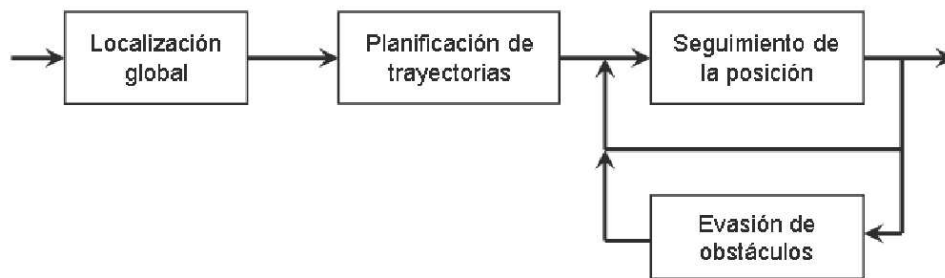 Localización
global
Planificación de
trayectorias
Seguimiento de
la posición
Evasión de
obstáculos